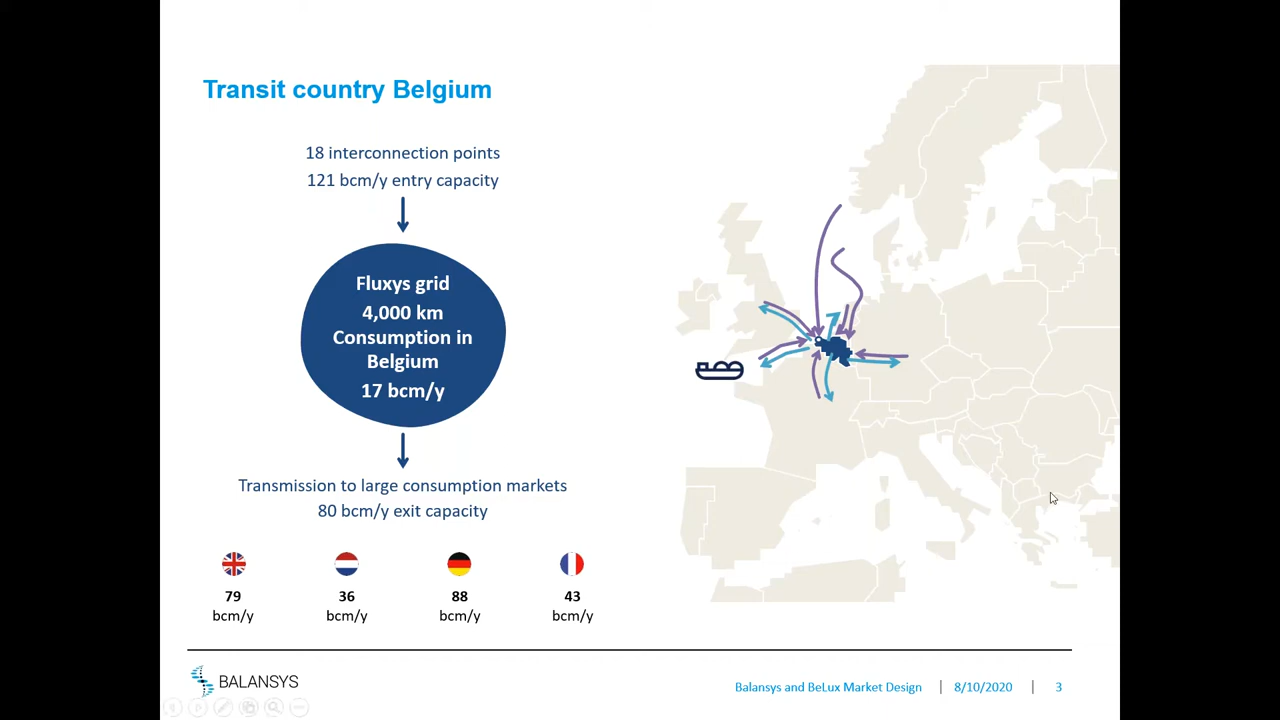 Transit country Belgium
18 interconnection points
121 bcm/y entry capacity
Fluxys grid
4,000 km
Consumption in
Belgium
17 bcm/y
Transmission to large consumption markets
80 bcm/y exit capacity
79
bcm/y
36
bcm/y
88
bcm/y
43
bcm/y
BALANSYS
Balansys and BeLux Market Design | 8/10/2020 | 3